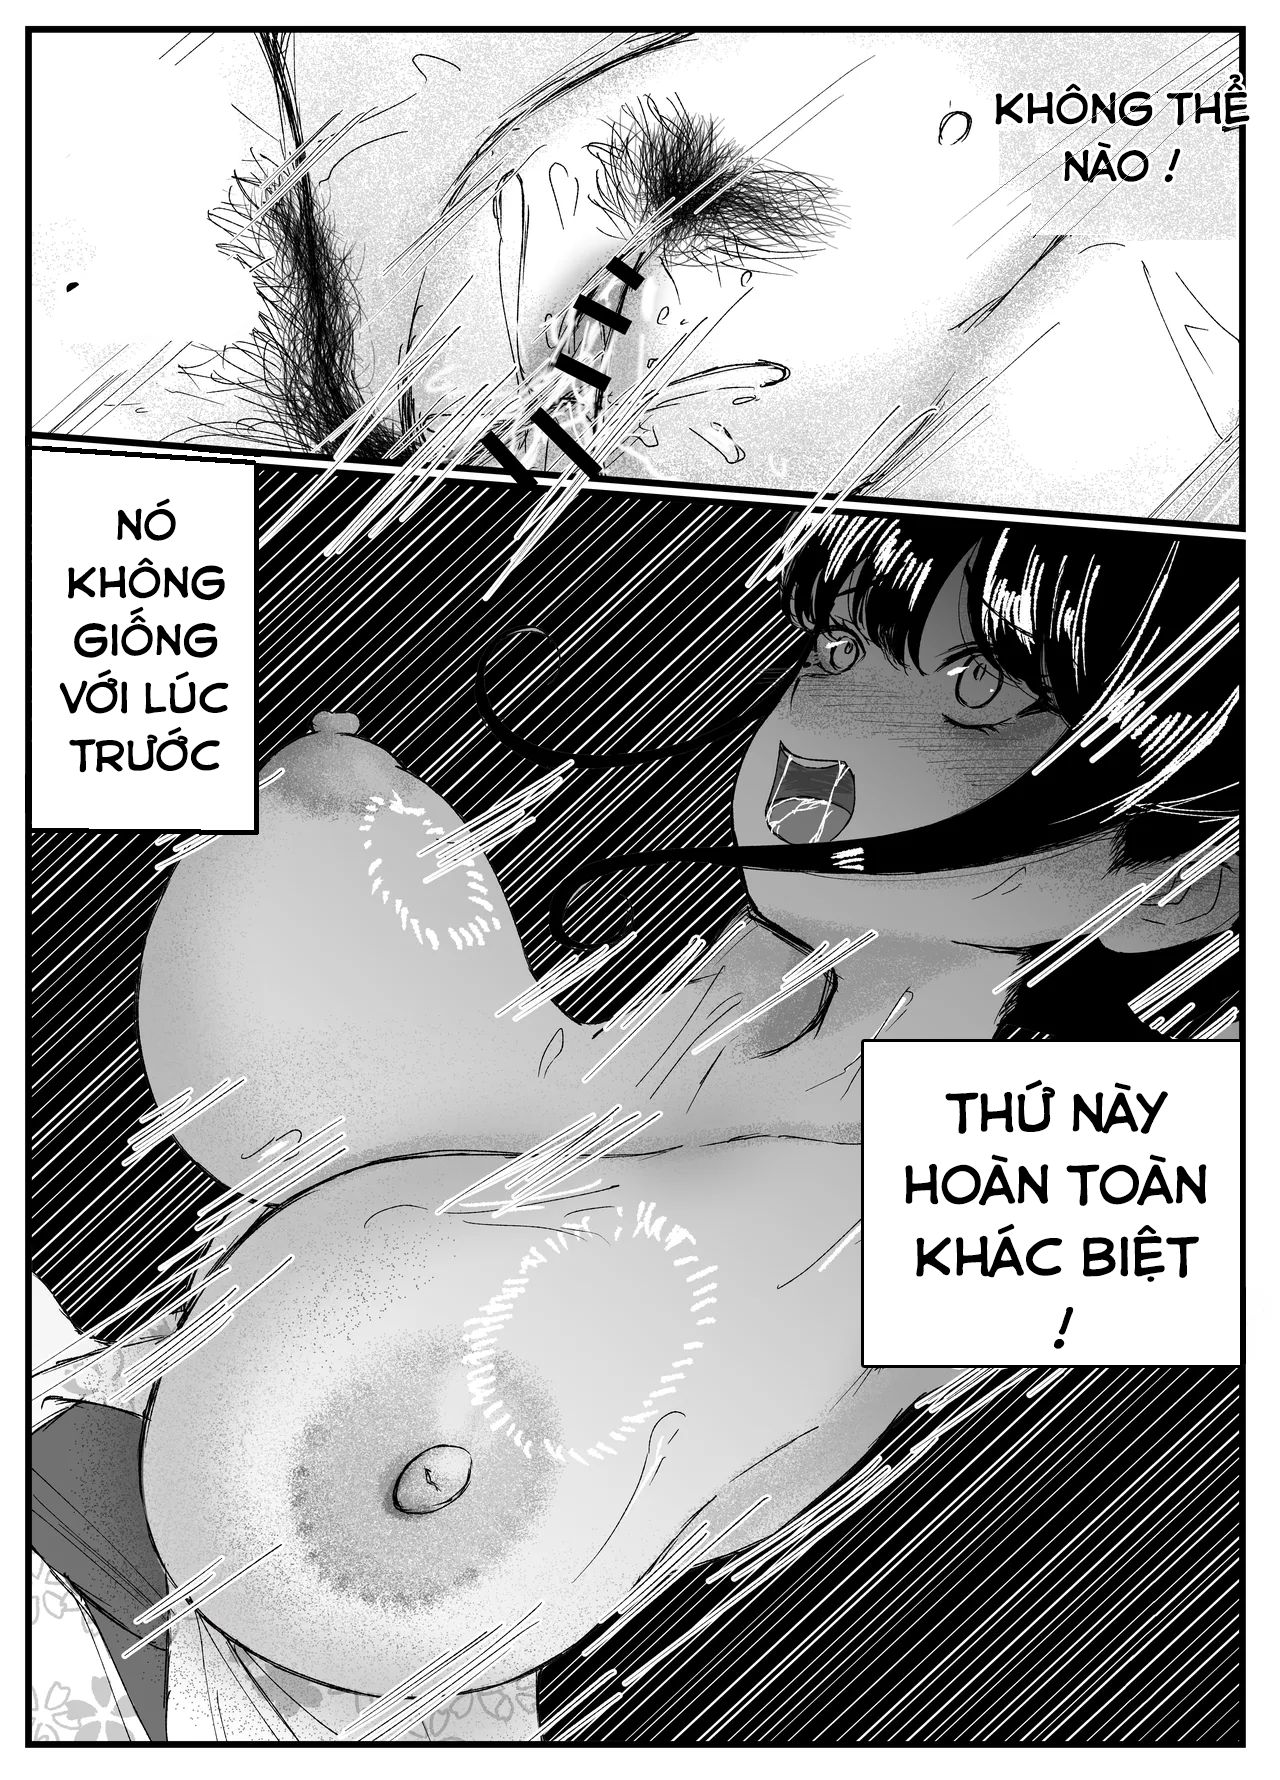 KHÔNG THỂ
NÀO !
NÓ
KHÔNG
GIỐNG
VỚI LÚC
TRƯỚC
THỨ NÀY
HOÀN TOÀN
KHÁC BIỆT
!